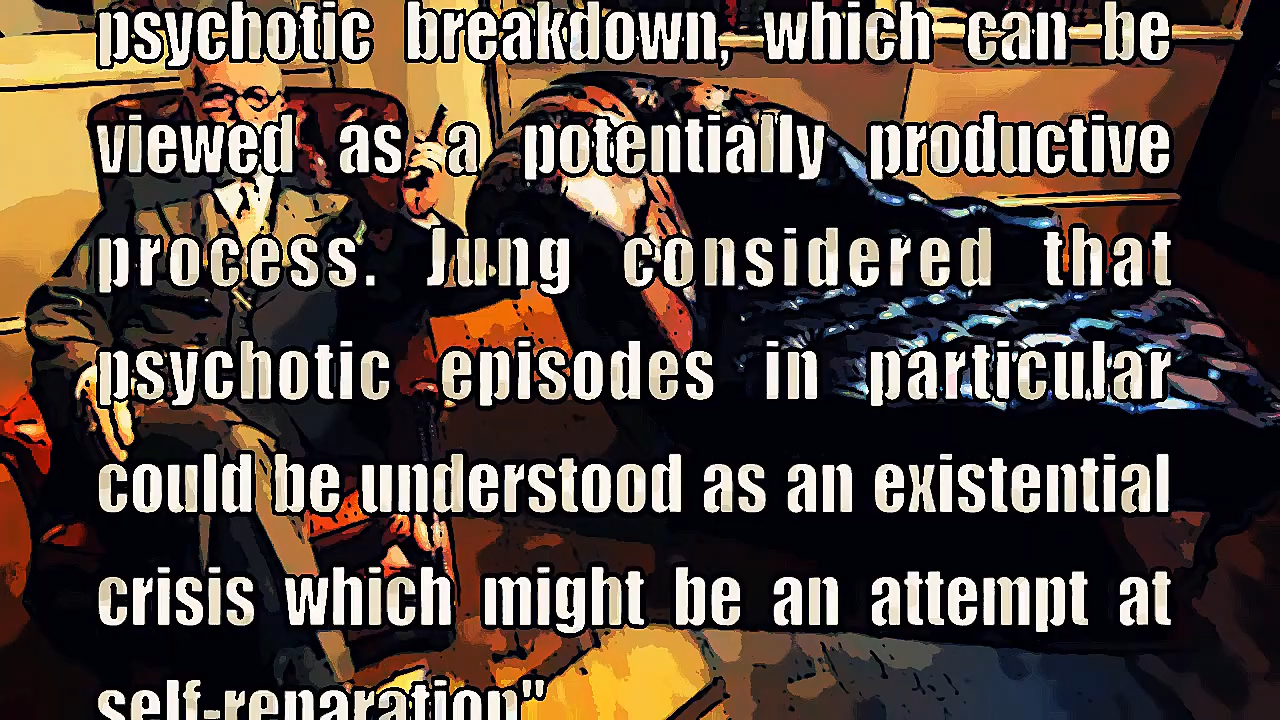 psychotic breakdown, which can be
viewed as a potentially productive
process. Jung considered that
psychotic episodes in particular
could be understood as an existential
crisis which might be an attempt at
self-reparation"